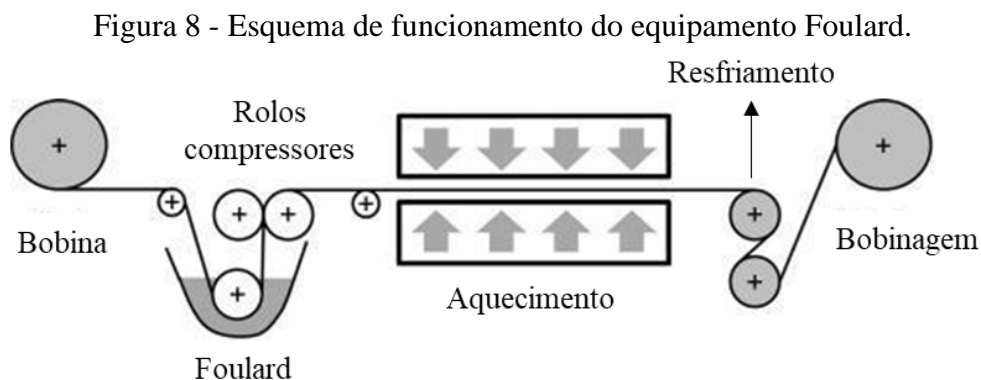 Figura 8 - Esquema de funcionamento do equipamento Foulard.
Resfriamento
Rolos
compressores
Bobina
Bobinagem
Aquecimento
Foulard